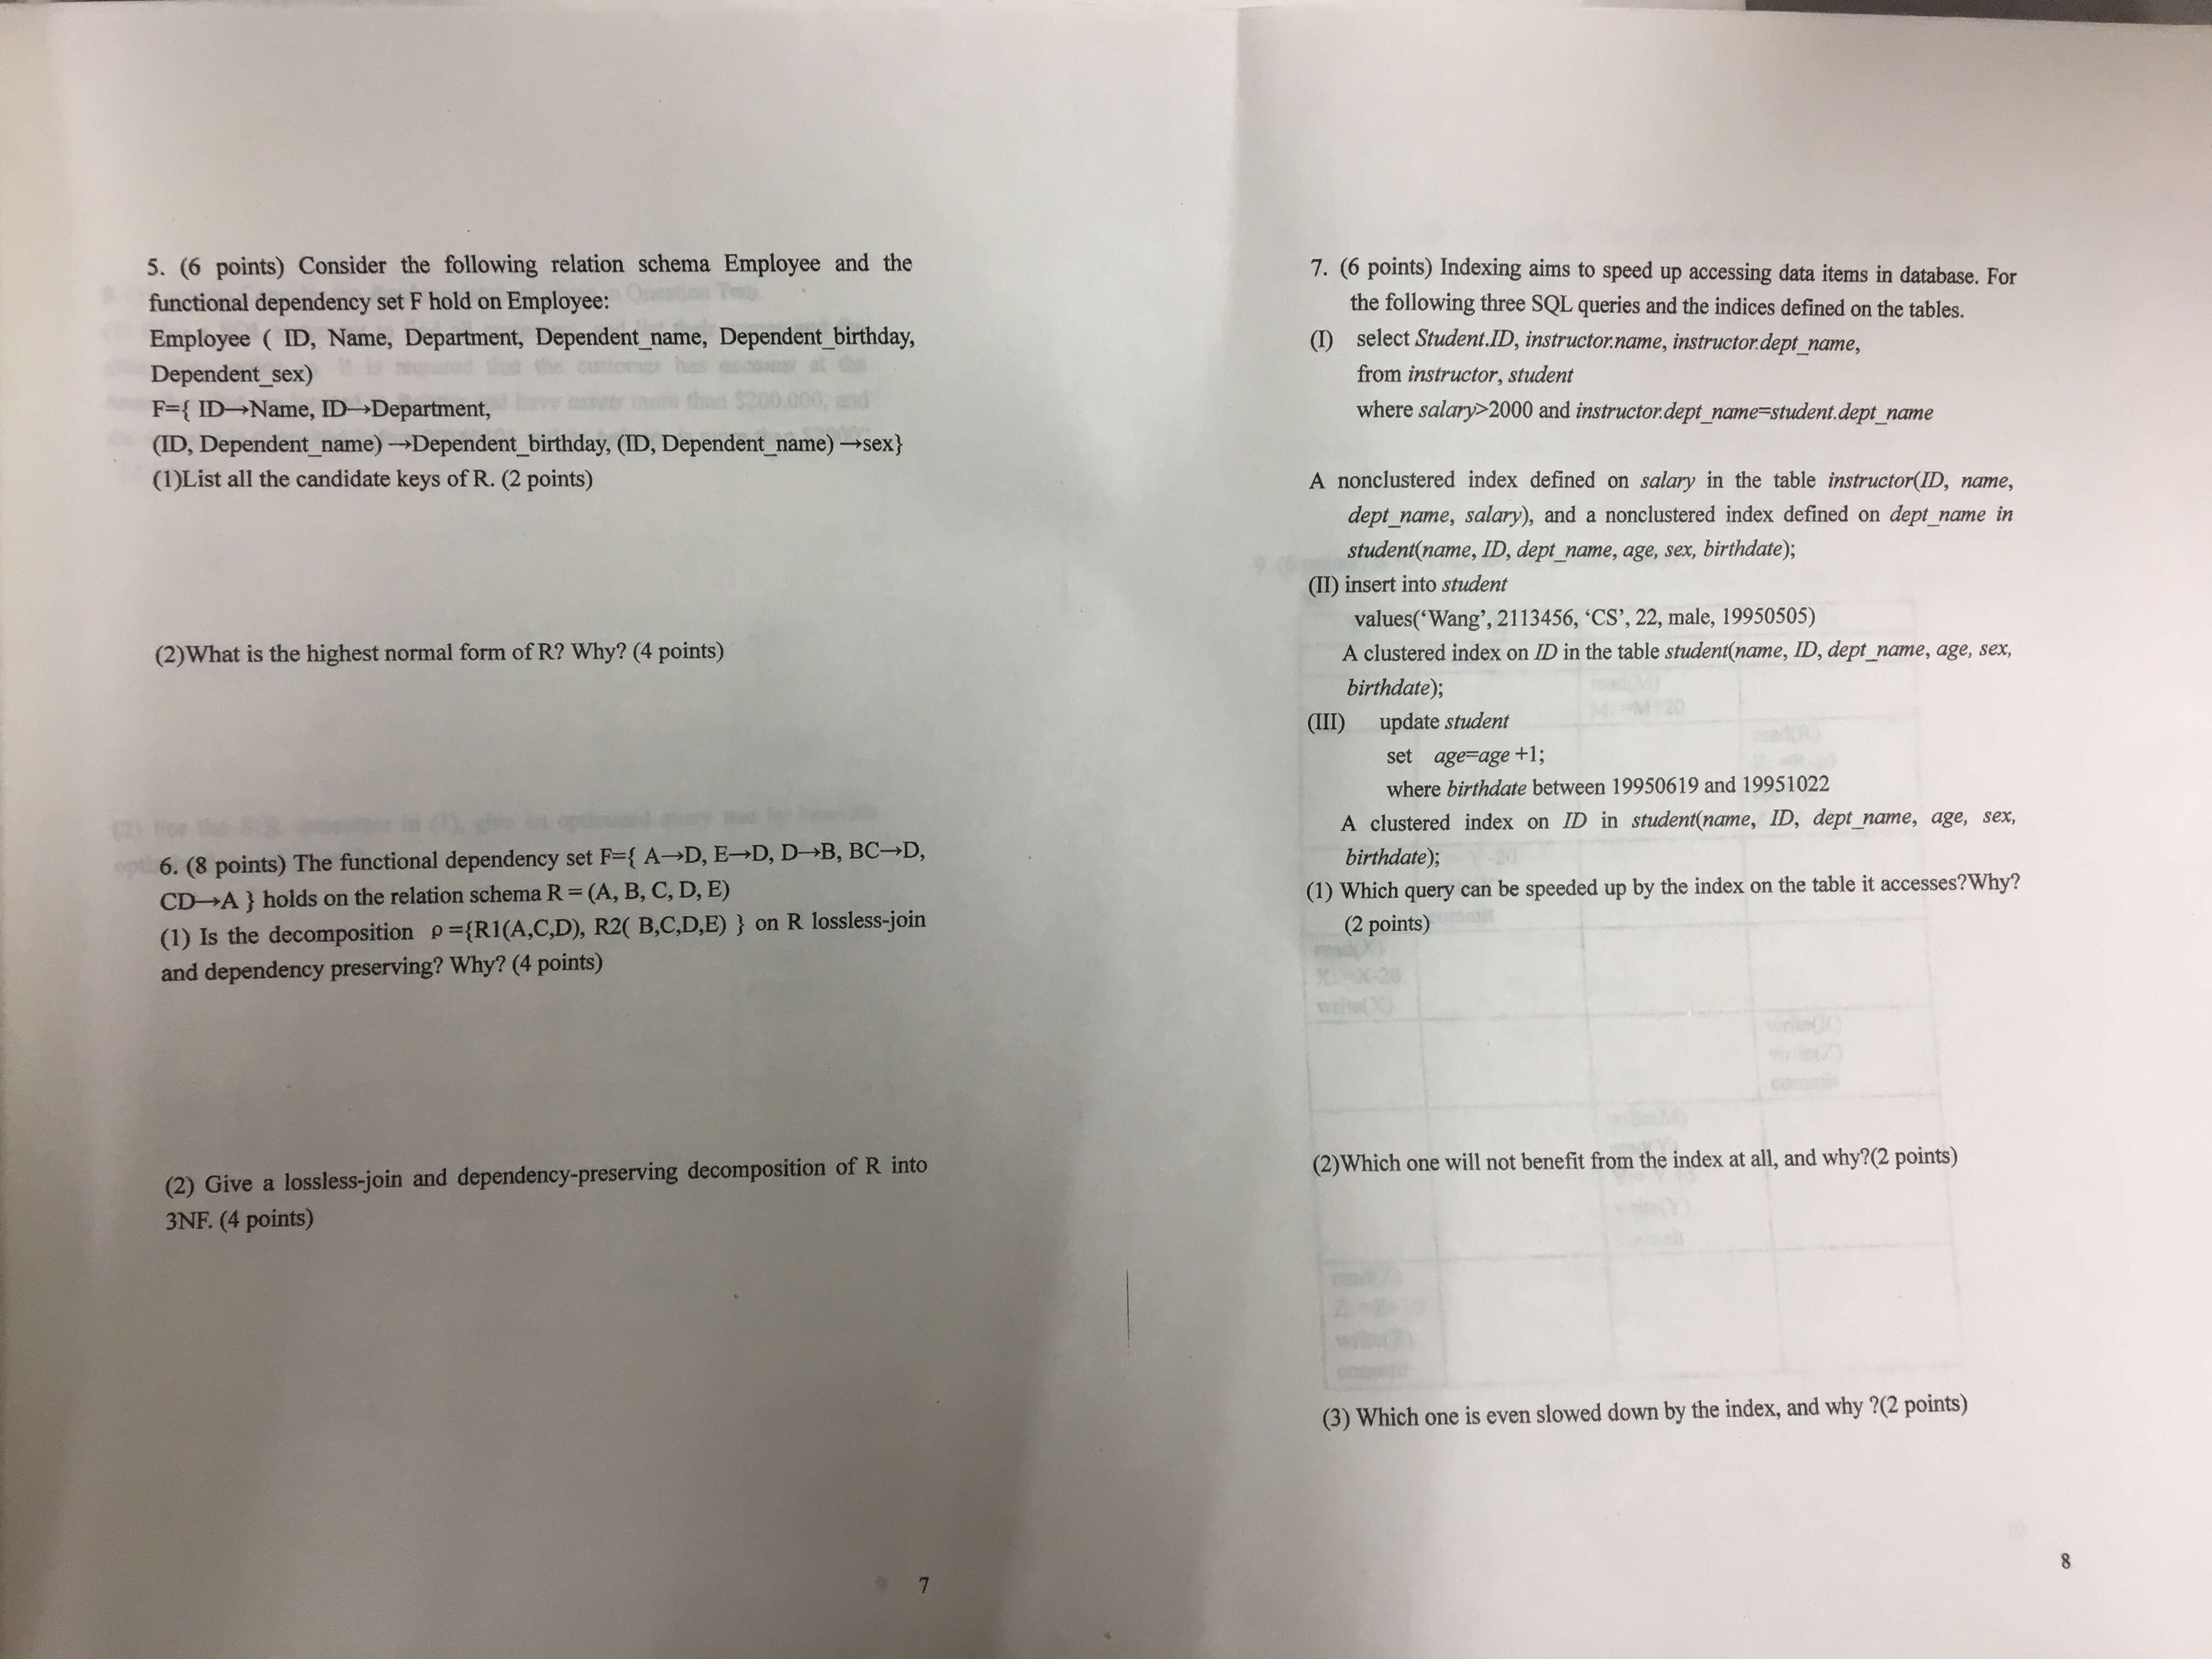 5. (6 points) Consider the following relation schema Employee and the
functional dependency set F hold on Employee:
Employee ( ID, Name, Department, Dependent_name, Dependent_birthday,
Dependent_sex)
F={ ID→Name, ID→Department,
(ID, Dependent_name) →Dependent_birthday, (ID, Dependent_name) →sex}
(1)List all the candidate keys of R. (2 points)
(2)What is the highest normal form of R? Why? (4 points)
6. (8 points) The functional dependency set F={ A→D, E→D, D→B, BC→D,
CD→A } holds on the relation schema R = (A, B, C, D, E)
(1) Is the decomposition ρ={R1(A,C,D), R2( B,C,D,E) } on R lossless-join
and dependency preserving? Why? (4 points)
(2) Give a lossless-join and dependency-preserving decomposition of R into
3NF. (4 points)
7
7. (6 points) Indexing aims to speed up accessing data items in database. For
the following three SQL queries and the indices defined on the tables.
(I) select Student.ID, instructor.name, instructor.dept_name,
from instructor, student
where salary>2000 and instructor.dept_name=student.dept_name
A nonclustered index defined on salary in the table instructor(ID, name,
dept_name, salary), and a nonclustered index defined on dept_name in
student(name, ID, dept_name, age, sex, birthdate);
(II) insert into student
values(‘Wang’, 2113456, ‘CS’, 22, male, 19950505)
A clustered index on ID in the table student(name, ID, dept_name, age, sex,
birthdate);
(III) update student
set age=age +1;
where birthdate between 19950619 and 19951022
A clustered index on ID in student(name, ID, dept_name, age, sex,
birthdate);
(1) Which query can be speeded up by the index on the table it accesses?Why?
(2 points)
(2)Which one will not benefit from the index at all, and why?(2 points)
(3) Which one is even slowed down by the index, and why ?(2 points)
8